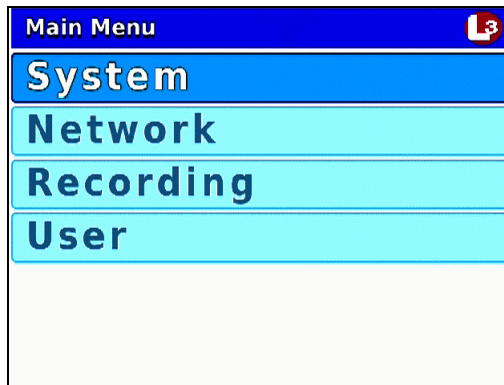 Main Menu
L3
System
Network
Recording
User